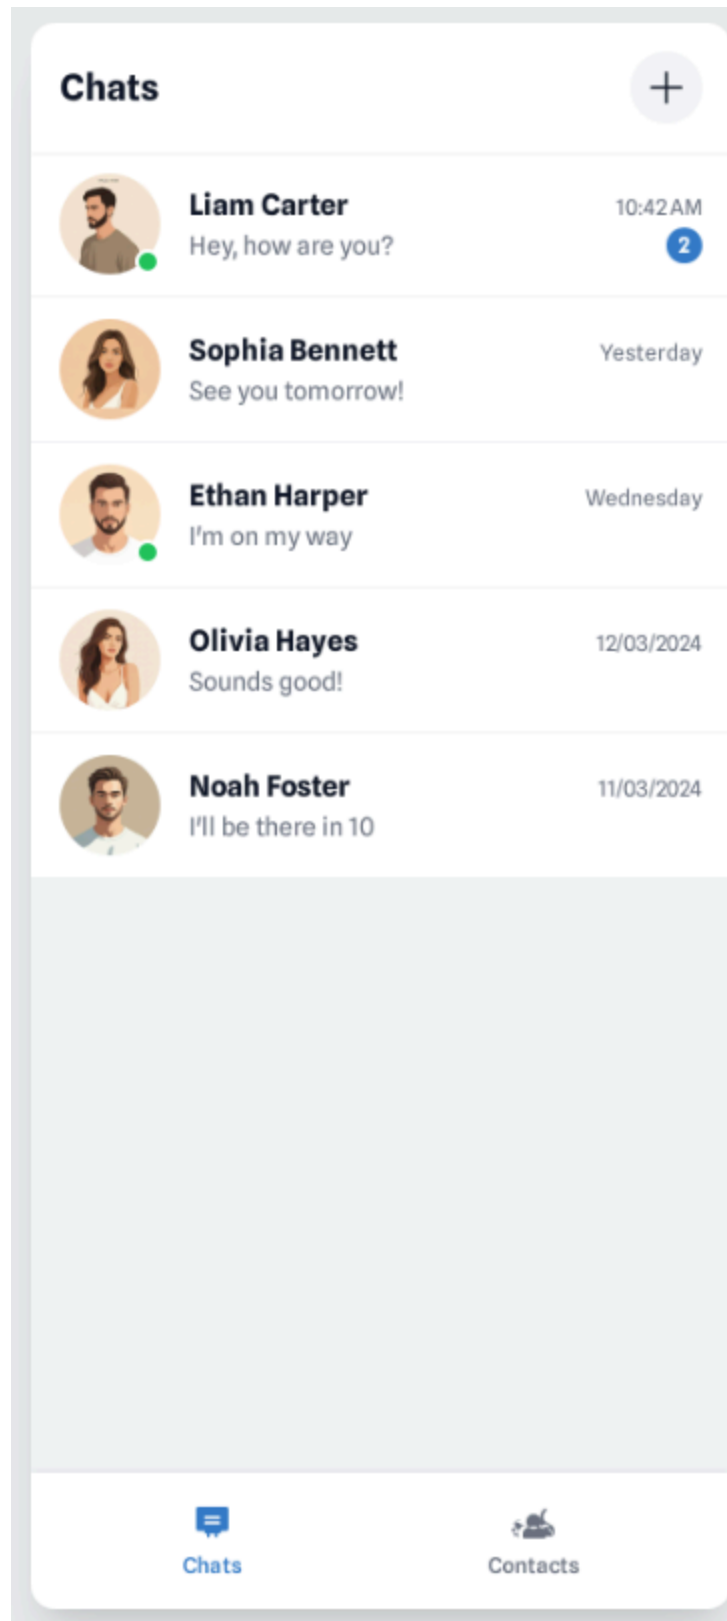 Chats
Liam Carter
10:42 AM
Hey, how are you?
2
Sophia Bennett
Yesterday
See you tomorrow!
Ethan Harper
Wednesday
I'm on my way
Olivia Hayes
12/03/2024
Sounds good!
Noah Foster
11/03/2024
I'll be there in 10
Chats
Contacts